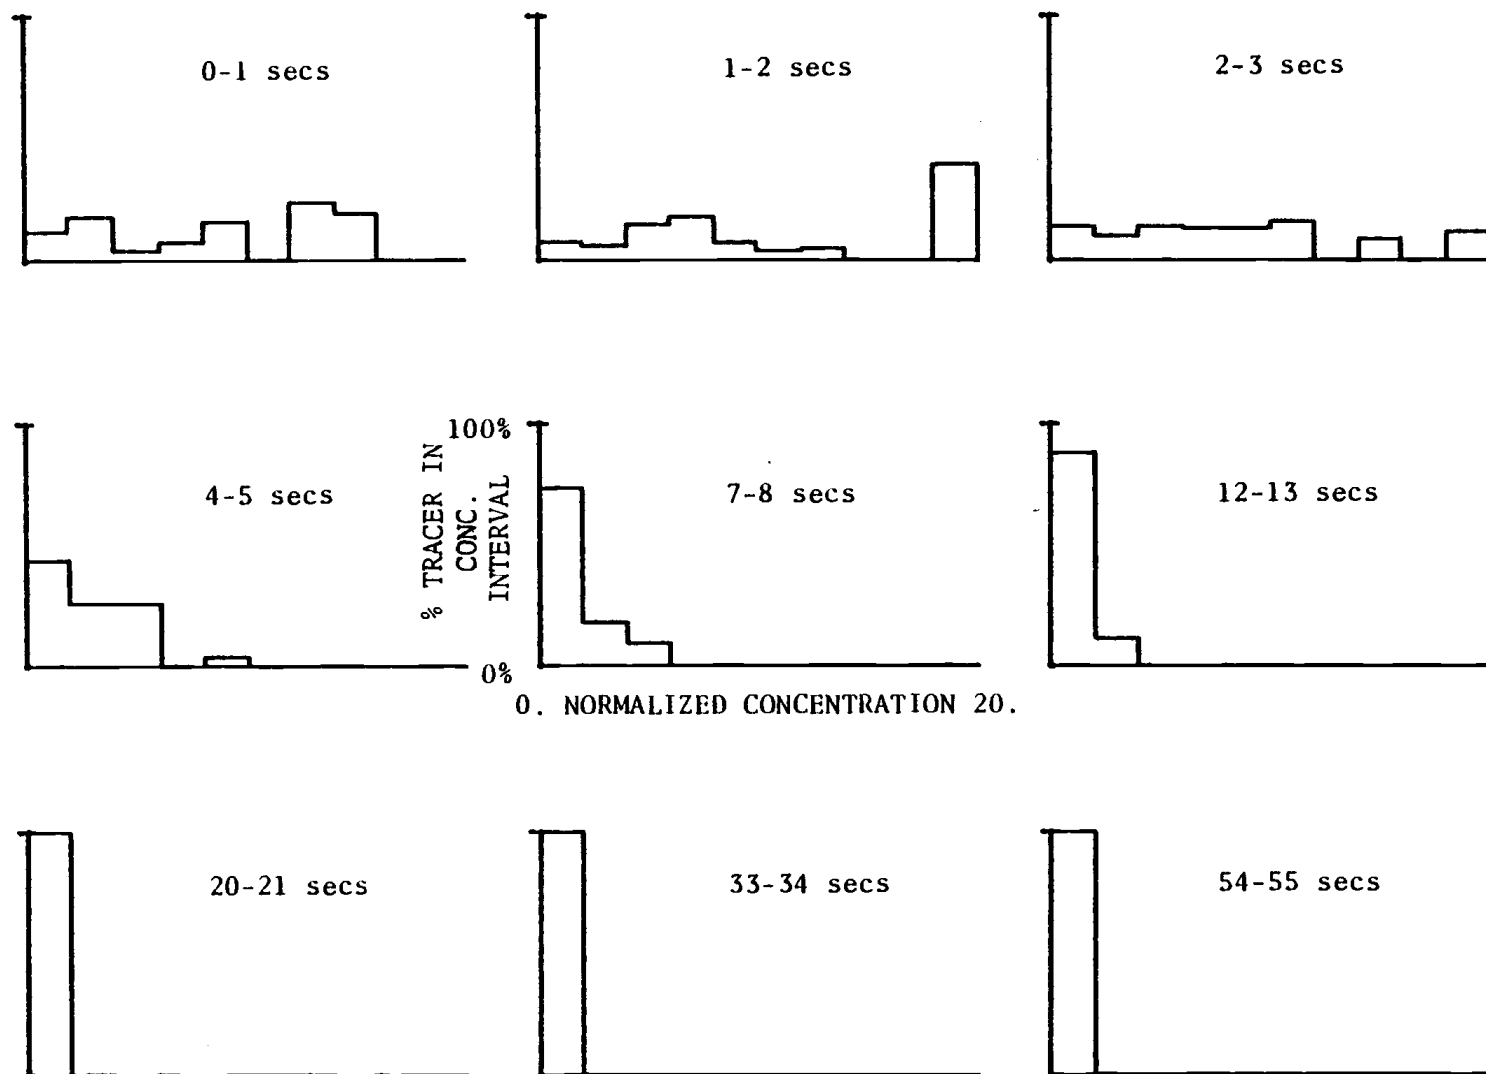 0-1 secs
1-2 secs
2-3 secs
4-5 secs
% TRACER IN
CONC.
INTERVAL
100%
0%
7-8 secs
12-13 secs
0. NORMALIZED CONCENTRATION 20.
20-21 secs
33-34 secs
54-55 secs